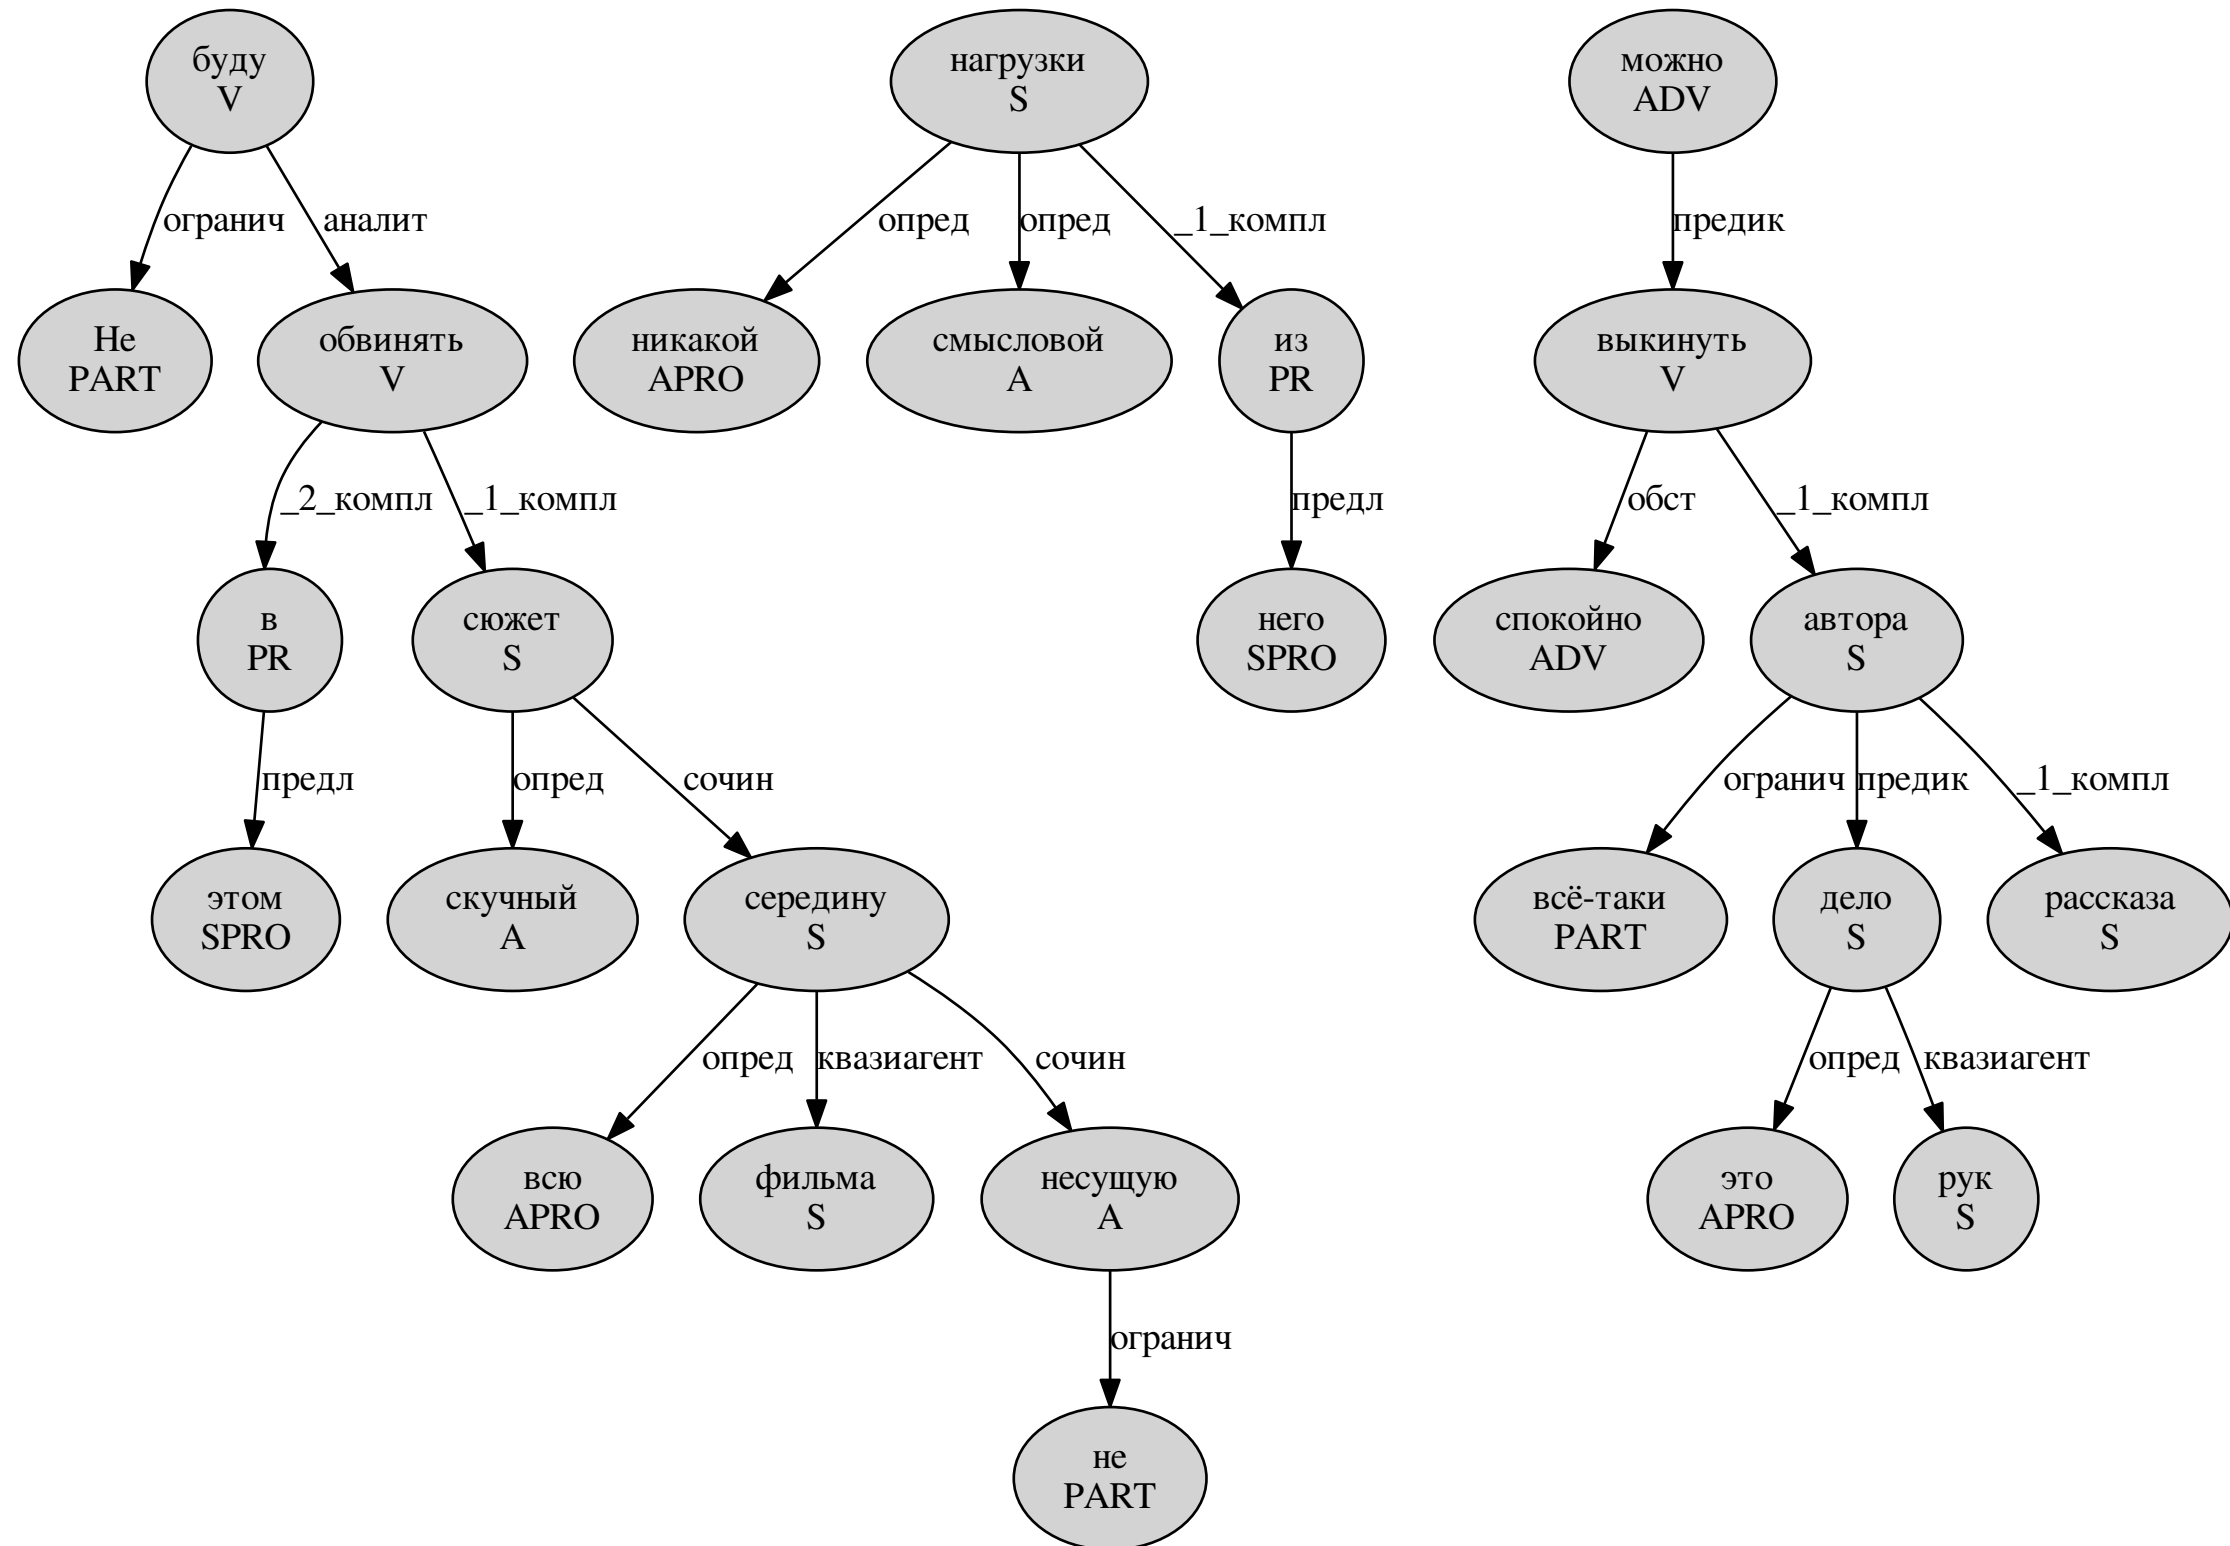 буду
V
нагрузки
S
можно
ADV
огранич
аналит
опред
опред
_1_компл
предик
Не
PART
обвинять
V
никакой
APRO
смысловой
A
из
PR
выкинуть
V
_2_компл
_1_компл
предл
обст
_1_компл
в
PR
сюжет
S
него
SPRO
спокойно
ADV
автора
S
предл
опред
сочин
огранич
предик
_1_компл
этом
SPRO
скучный
A
середину
S
всё-таки
PART
дело
S
рассказа
S
опред
квазиагент
сочин
опред
квазиагент
всю
APRO
фильма
S
несущую
A
это
APRO
рук
S
огранич
не
PART